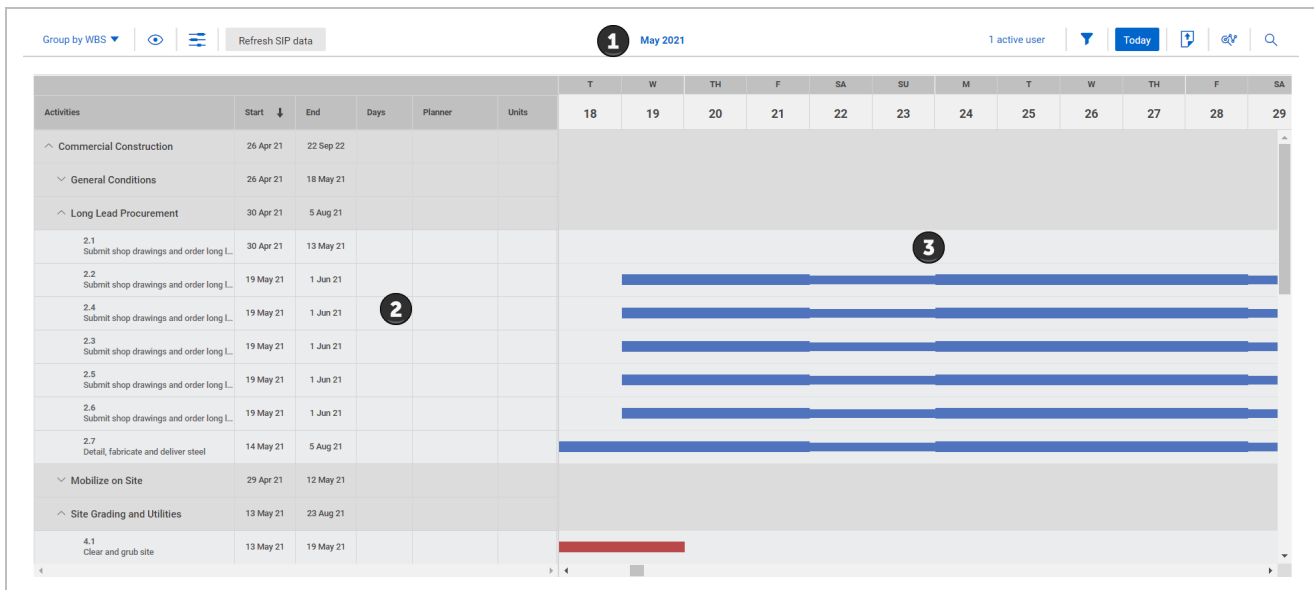 Group by WBS
Refresh SIP data
1
May 2021
1 active user
Today
T W TH F SA SU M T W TH F SA
Activities Start End Days Planner Units 18 19 20 21 22 23 24 25 26 27 28 29
Commercial Construction 26 Apr 21 22 Sep 22
General Conditions 26 Apr 21 18 May 21
Long Lead Procurement 30 Apr 21 5 Aug 21
2.1
Submit shop drawings and order long l... 30 Apr 21 13 May 21
3
2.2
Submit shop drawings and order long l... 19 May 21 1 Jun 21
2.4
Submit shop drawings and order long l... 19 May 21 1 Jun 21
2
2.3
Submit shop drawings and order long l... 19 May 21 1 Jun 21
2.5
Submit shop drawings and order long l... 19 May 21 1 Jun 21
2.6
Submit shop drawings and order long l... 19 May 21 1 Jun 21
2.7
Detail, fabricate and deliver steel 14 May 21 5 Aug 21
Mobilize on Site 29 Apr 21 12 May 21
Site Grading and Utilities 13 May 21 23 Aug 21
4.1
Clear and grub site 13 May 21 19 May 21